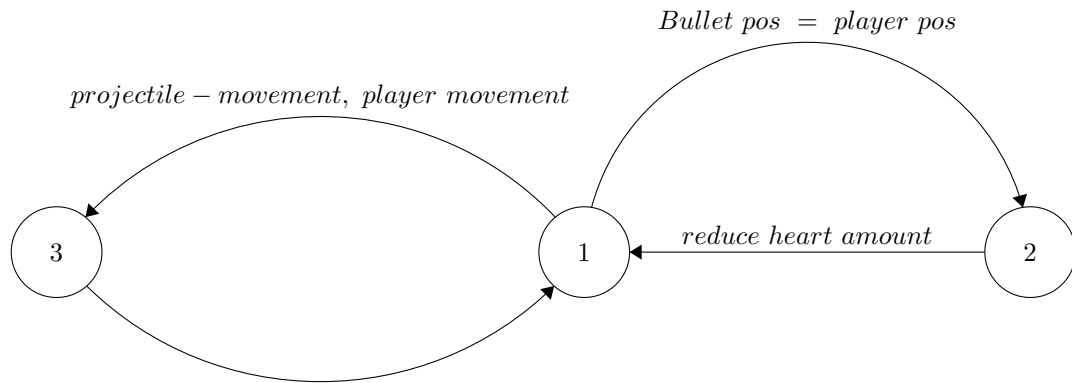 Bullet pos = player pos
projectile − movement, player movement
3
1
reduce heart amount
2